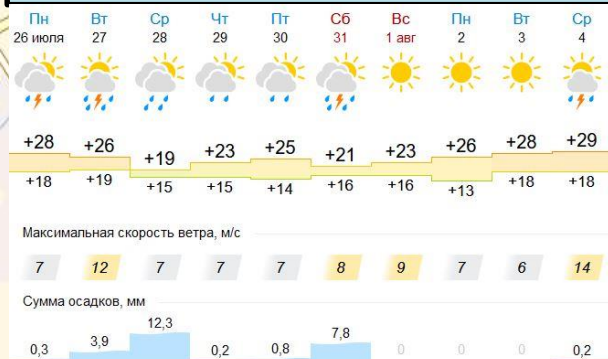 Пн Вт Ср Чт Пт Сб Вс Пн Вт Ср
26 июля 27 28 29 30 31 1 авг 2 3 4
+28 +26 +19 +23 +25 +21 +23 +26 +28 +29
+18 +19 +15 +15 +14 +16 +16 +13 +18 +18
Максимальная скорость ветра, м/с
7 12 7 7 7 8 9 7 6 14
Сумма осадков, мм
0,3 3,9 12,3 0,2 0,8 7,8 0 0 0 0,2